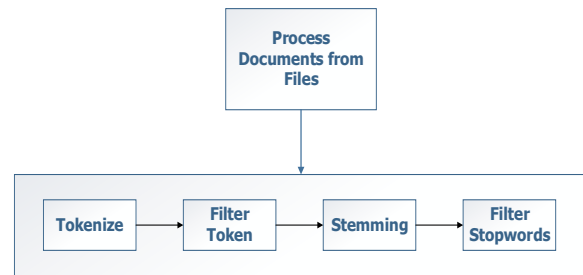 Process
Documents from
Files
Tokenize
Filter
Token
Stemming
Filter
Stopwords